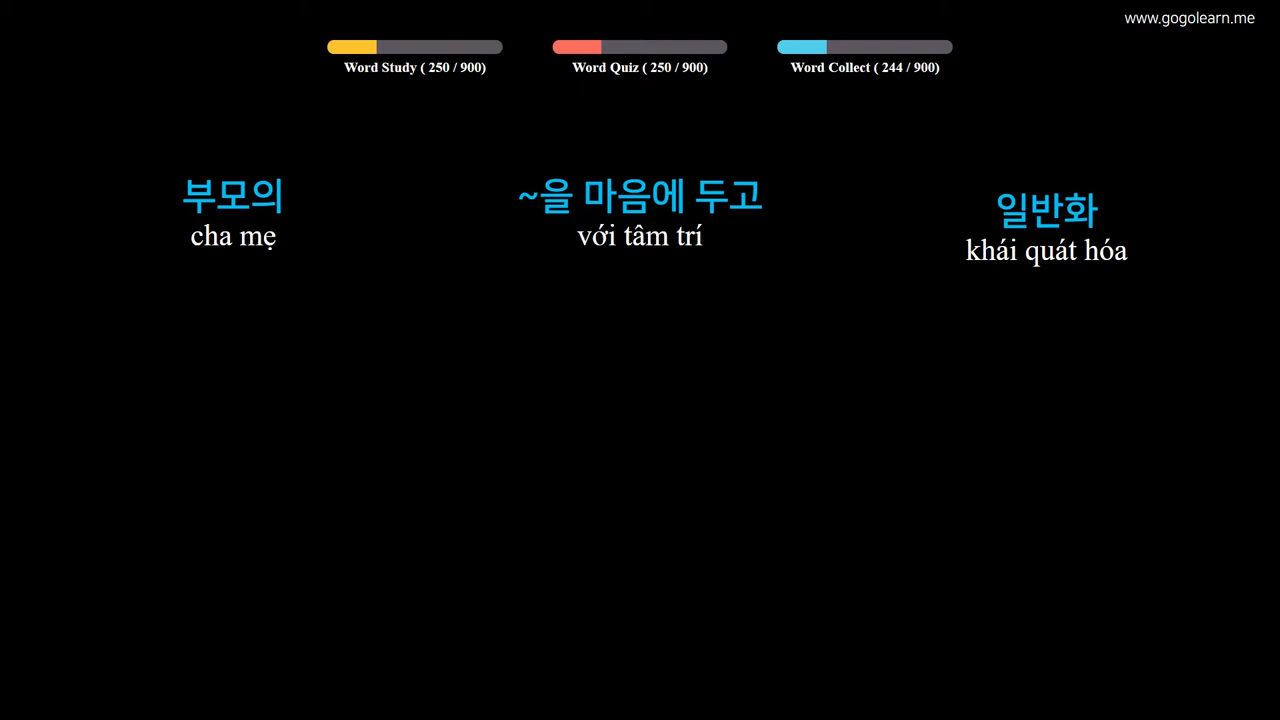 www.gogolearn.me
Word Study ( 250 / 900)
Word Quiz ( 250 / 900)
Word Collect ( 244 / 900)
부모의
cha mẹ
~을 마음에 두고
với tâm trí
일반화
khái quát hóa